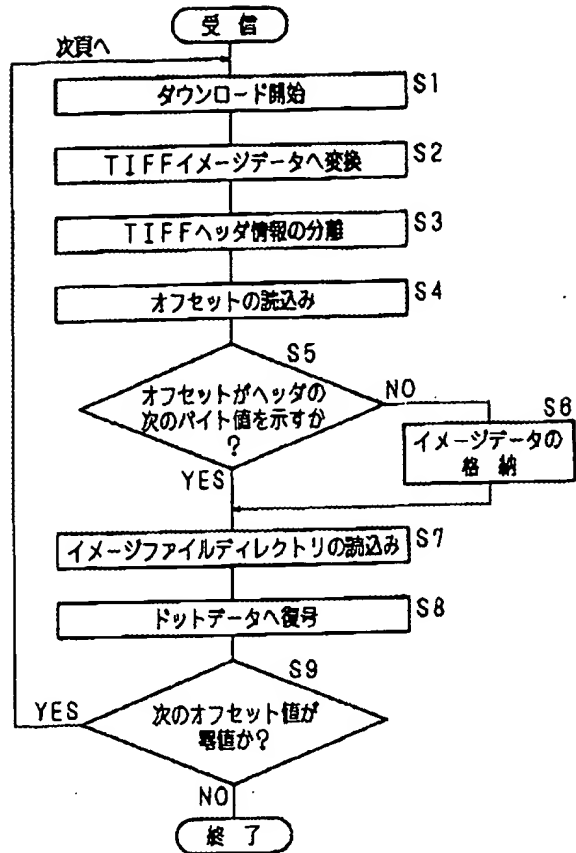 受 信
次頁へ
ダウンロード開始
S1
TIFFイメージデータへ変換
S2
TIFFヘッダ情報の分離
S3
オフセットの読込み
S4
S5
オフセットがヘッダの
次のバイト値を示すか
?
NO
YES
S6
イメージデータの
格 納
イメージファイルディレクトリの読込み
S7
ドットデータへ復号
S8
S9
次のオフセット値が
零値か?
YES
NO
終 了